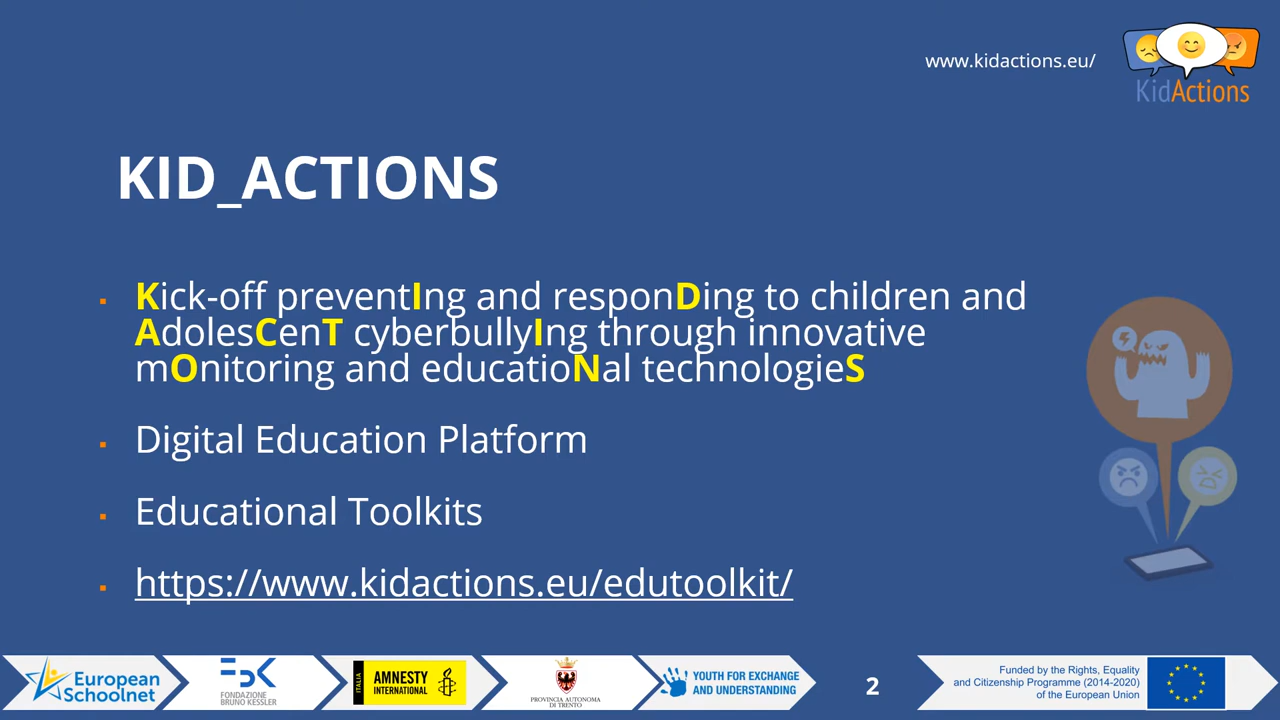 www.kidactions.eu/
KidActions
KID_ACTIONS
Kick-off preventIng and responDing to children and
AdolesCenT cyberbullyIng through innovative
mOnitoring and educatioNal technologieS
Digital Education Platform
Educational Toolkits
https://www.kidactions.eu/edutoolkit/
European
Schoolnet
FBK
FONDAZIONE
BRUNO KESSLER
ITALIA
AMNESTY
INTERNATIONAL
PROVINCIA AUTONOMA
DI TRENTO
YOUTH FOR EXCHANGE
AND UNDERSTANDING
2
Funded by the Rights, Equality
and Citizenship Programme (2014-2020)
of the European Union